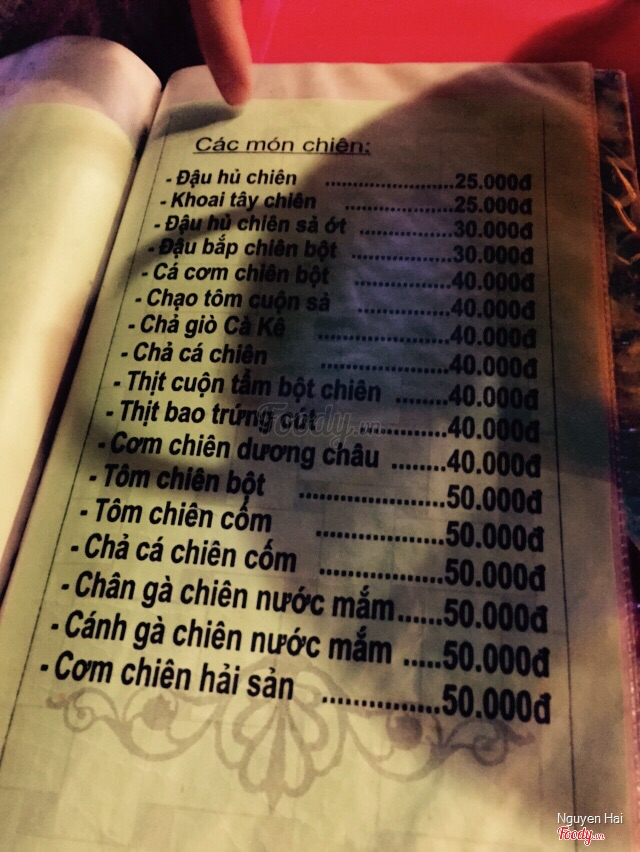 Các món chiên:
- Đậu hủ chiên ........................25.000đ
- Khoai tây chiên .....................25.000đ
- Đậu hủ chiên sả ớt .................30.000đ
- Đậu bắp chiên bột ..................30.000đ
- Cá cơm chiên bột ..................40.000đ
- Chạo tôm cuộn sả ..................40.000đ
- Chả giò Cà Kê ......................40.000đ
- Chả cá chiên ......................40.000đ
- Thịt cuộn tẩm bột chiên ........40.000đ
- Thịt bao trứng cút ..................40.000đ
- Cơm chiên dương châu ........40.000đ
- Tôm chiên bột .....................50.000đ
- Tôm chiên cốm ...................50.000đ
- Chả cá chiên cốm ..................50.000đ
- Chân gà chiên nước mắm......50.000đ
- Cánh gà chiên nước mắm .....50.000đ
- Cơm chiên hải sản ................50.000đ
Foody.vn
Nguyen Hai
Foody.vn